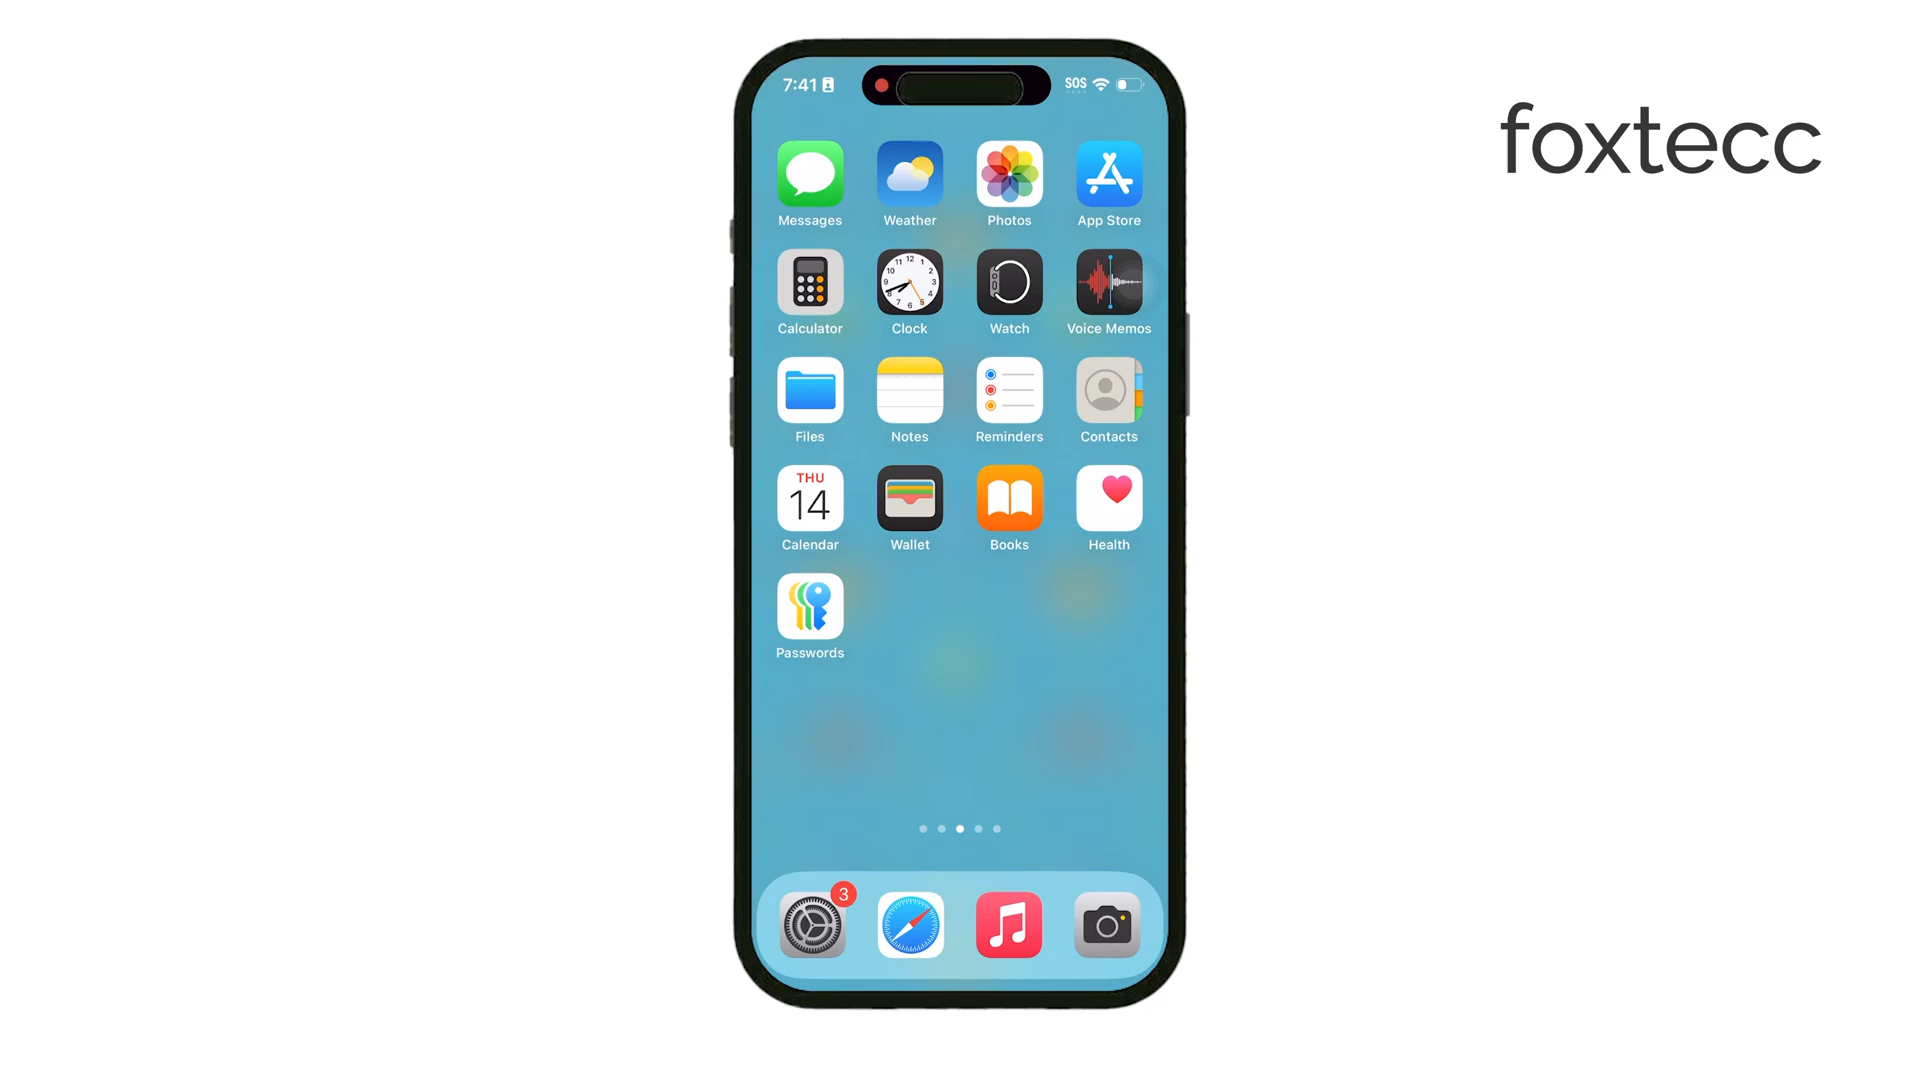 foxtecc
7:41
SOS
Messages
Weather
Photos
App Store
Calculator
Clock
Watch
Voice Memos
Files
Notes
Reminders
Contacts
THU
14
Calendar
Wallet
Books
Health
Passwords
3